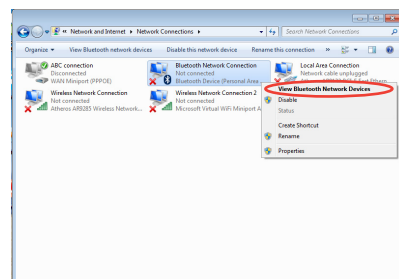 Network and Internet ▸ Network Connections ▸
Search Network Connections
Organize ▾ View Bluetooth network devices Disable this network device Rename this connection »
ABC connection
Disconnected
WAN Miniport (PPPOE)
Bluetooth Network Connection
Not connected
Bluetooth Device (Personal Area ...
Local Area Connection
Network cable unplugged
Wireless Network Connection
Not connected
Atheros AR9285 Wireless Network...
Wireless Network Connection 2
Not connected
Microsoft Virtual WiFi Miniport A
View Bluetooth Network Devices
Disable
Status
Create Shortcut
Rename
Properties